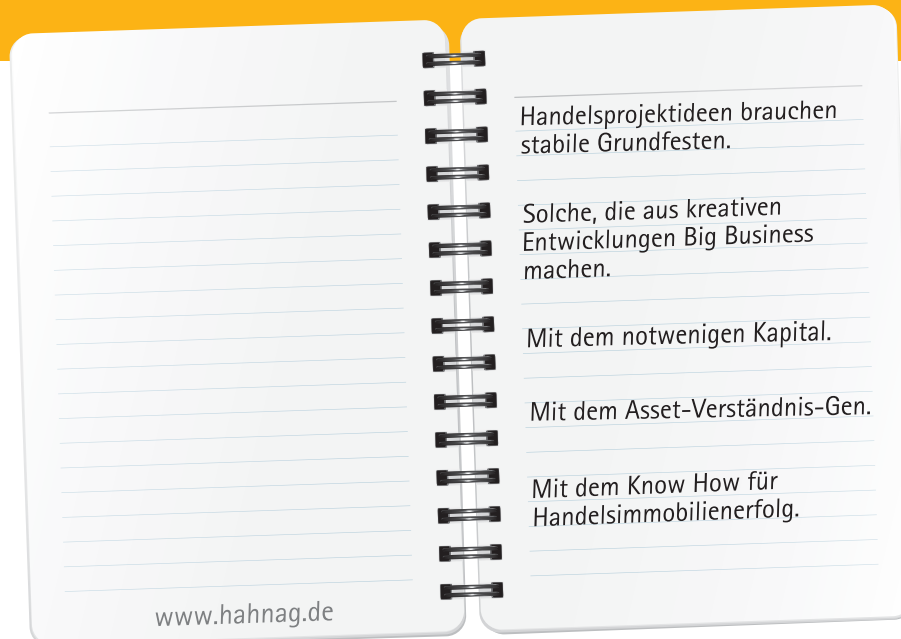 www.hahnag.de
Handelsprojektideen brauchen
stabile Grundfesten.
Solche, die aus kreativen
Entwicklungen Big Business
machen.
Mit dem notwenigen Kapital.
Mit dem Asset-Verständnis-Gen.
Mit dem Know How für
Handelsimmobilienerfolg.